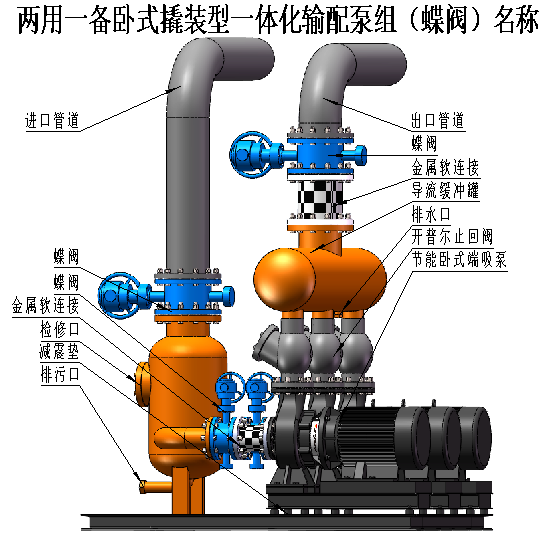 两用一备卧式撬装型一体化输配泵组（蝶阀）名称
进口管道
出口管道
蝶阀
金属软连接
导流缓冲罐
排水口
开普尔止回阀
节能卧式端吸泵
蝶阀
蝶阀
金属软连接
检修口
减震垫
排污口